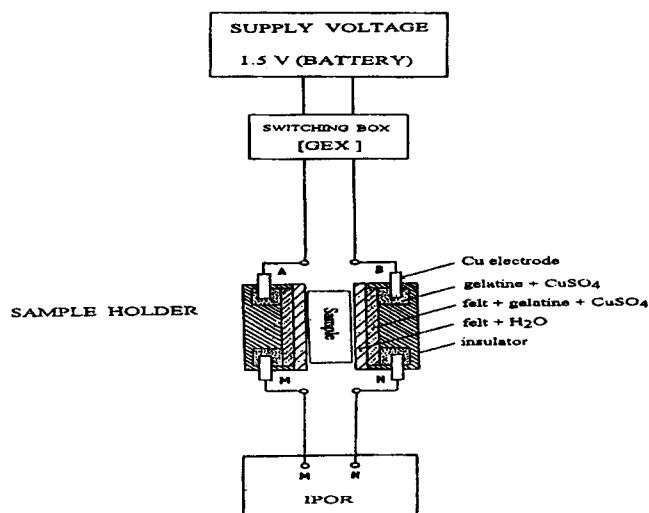 SUPPLY VOLTAGE
1.5 V (BATTERY)
SWITCHING BOX
[GEX]
A
B
Cu electrode
gelatine + CuSO4
felt + gelatine + CuSO4
felt + H2O
insulator
SAMPLE HOLDER
Sample
M
N
M
N
IPOR